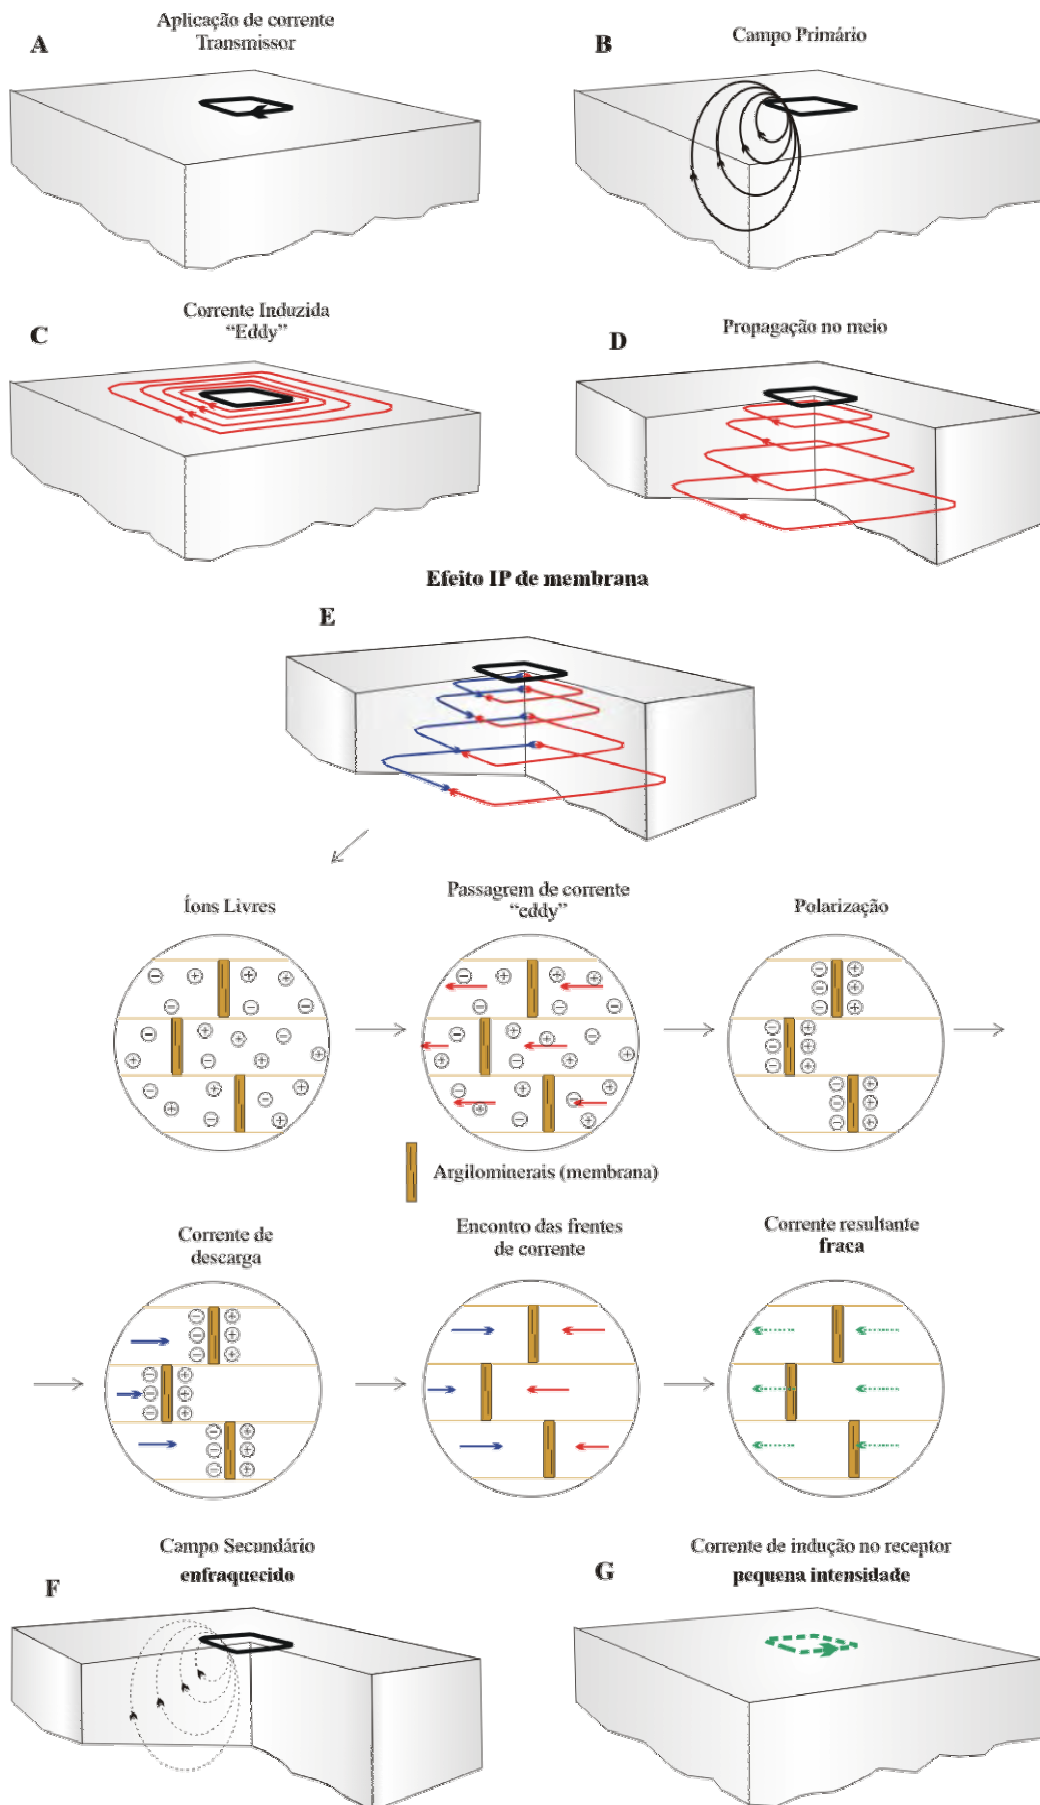 A
Aplicação de corrente
Transmissor
B
Campo Primário
C
Corrente Induzida
“Eddy”
D
Propagação no meio
Efeito IP de membrana
E
Íons Livres
Passagrem de corrente
“eddy”
Polarização
Argilominerais (membrana)
Corrente de
descarga
Encontro das frentes
de corrente
Corrente resultante
fraca
F
Campo Secundário
enfraquecido
G
Corrente de indução no receptor
pequena intensidade